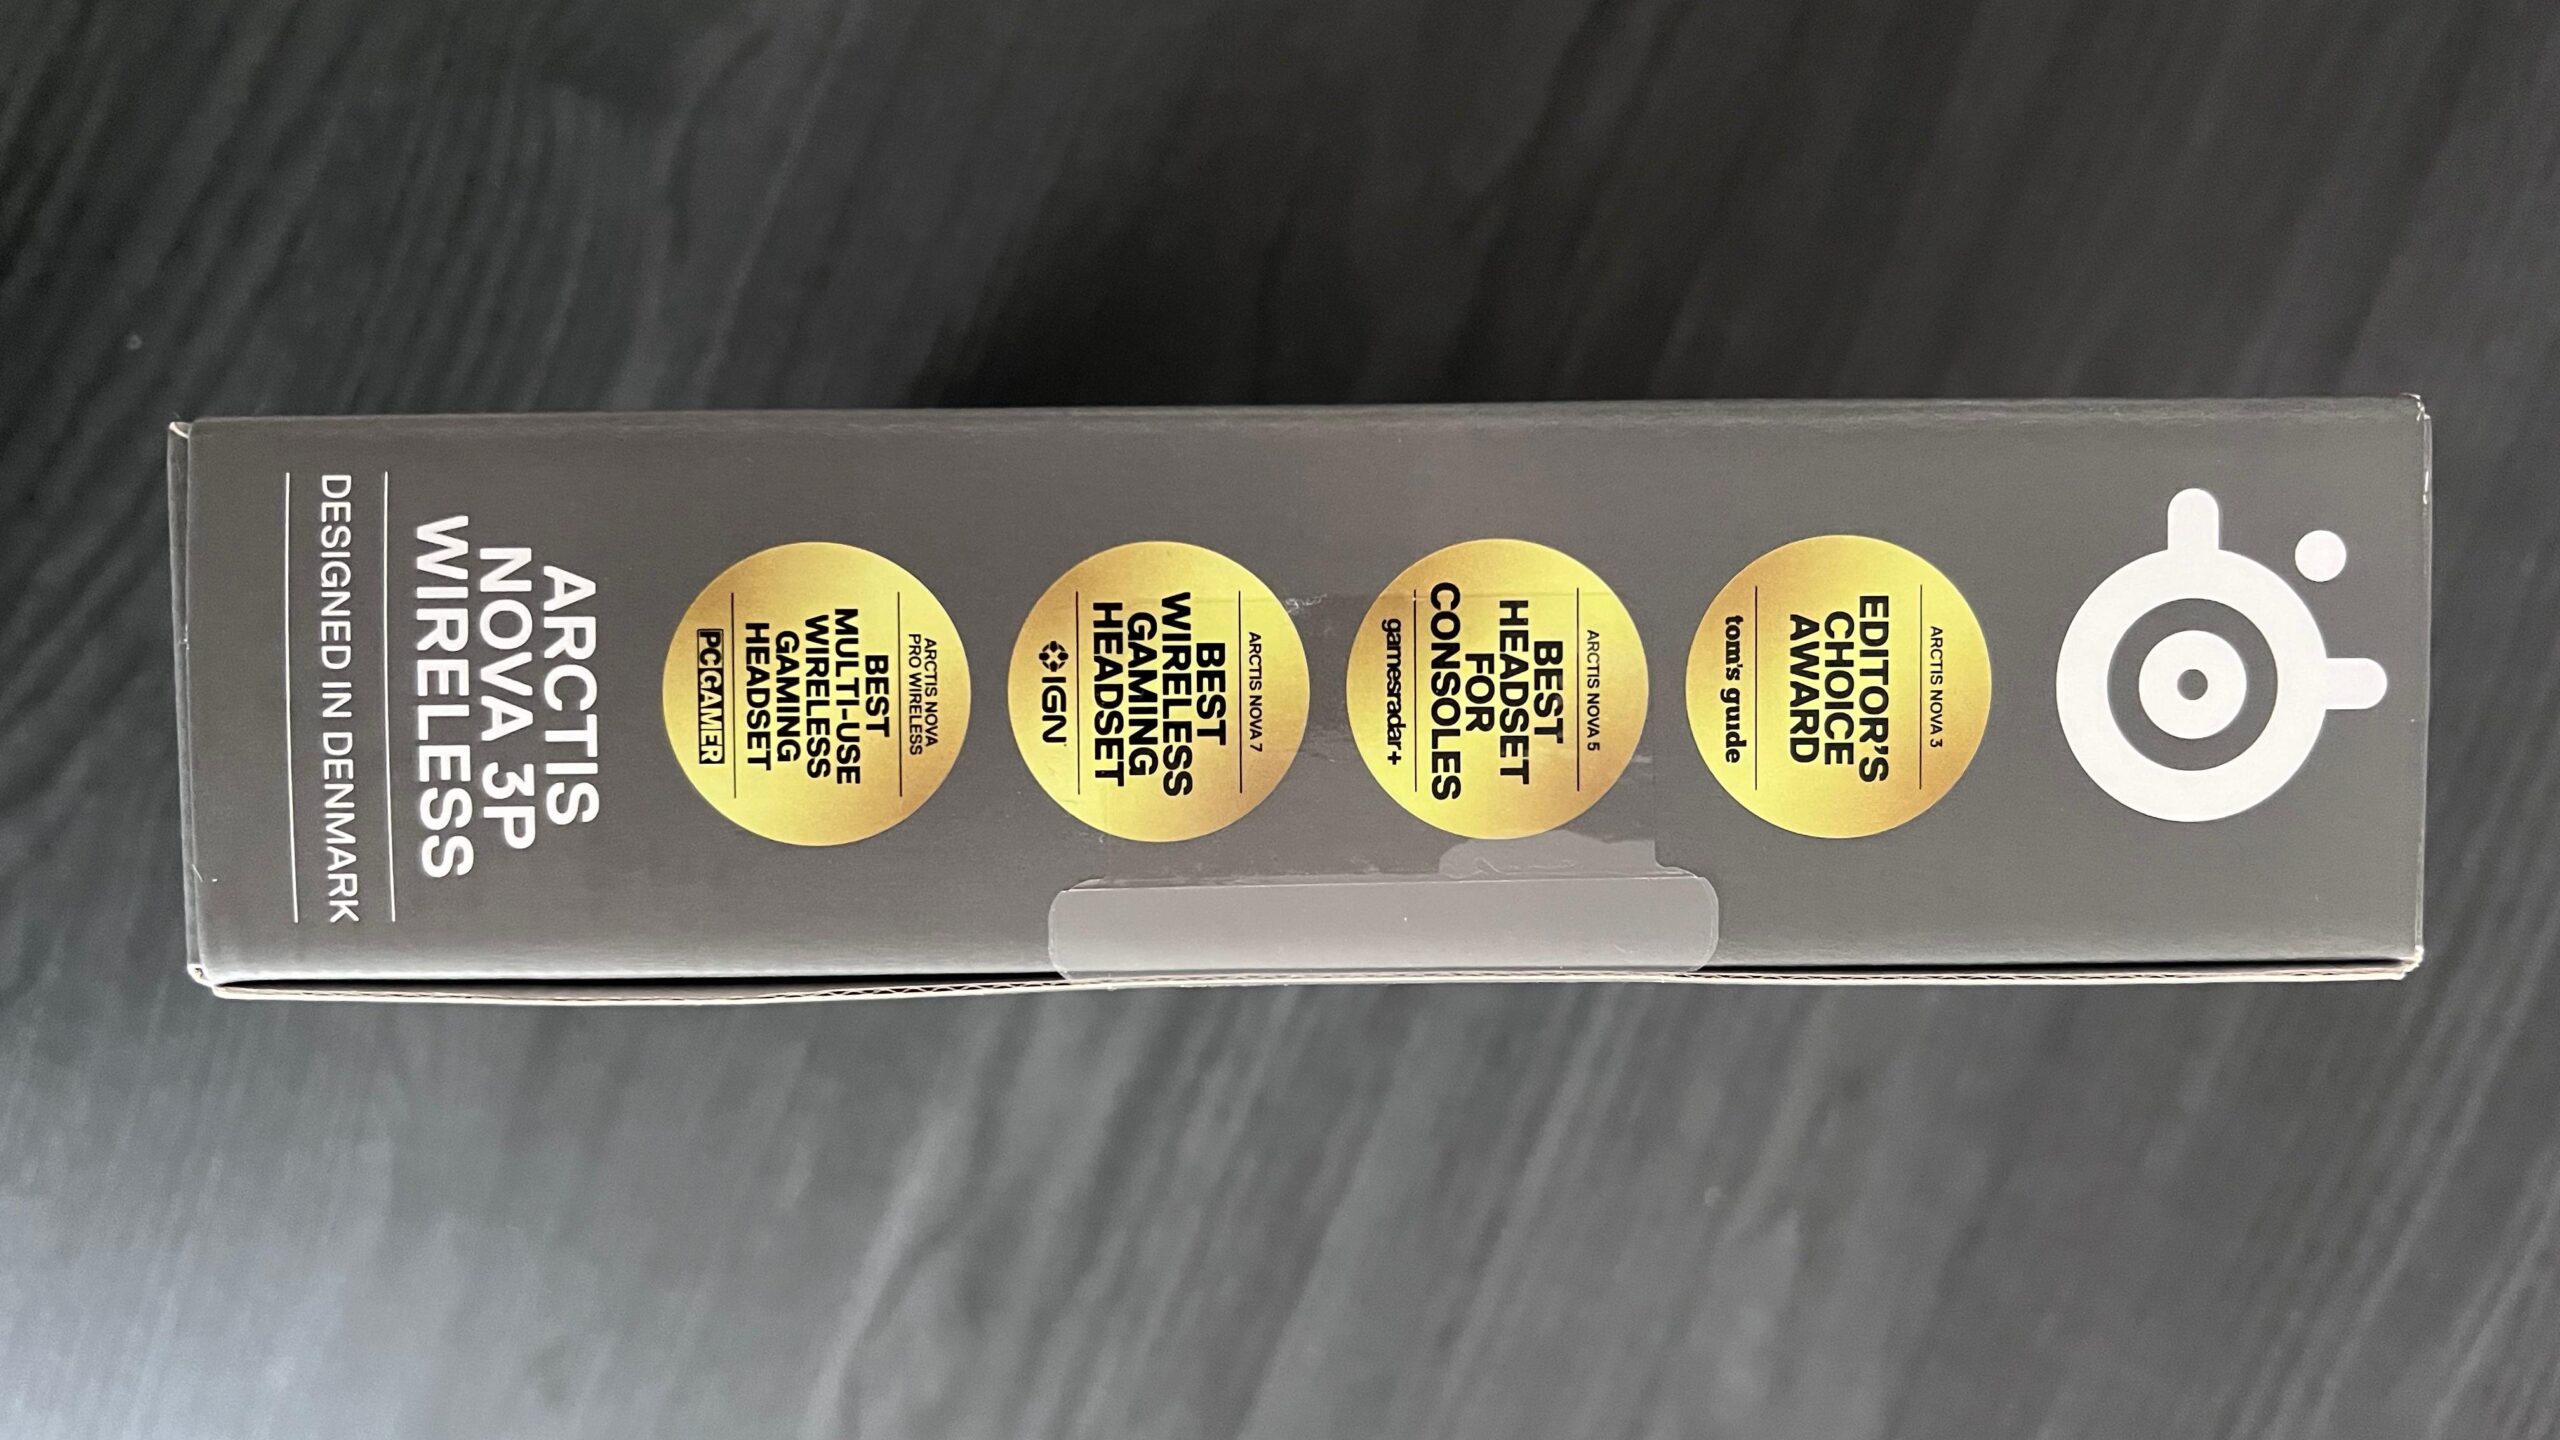 ARCTIS NOVA 3
EDITOR'S
CHOICE
AWARD
tom's guide
ARCTIS NOVA 5
BEST
HEADSET
FOR
CONSOLES
gamesradar+
ARCTIS NOVA 7
BEST
WIRELESS
GAMING
HEADSET
IGN
ARCTIS NOVA
PRO WIRELESS
BEST
MULTI-USE
WIRELESS
GAMING
HEADSET
PCGAMER
ARCTIS
NOVA 3P
WIRELESS
DESIGNED IN DENMARK